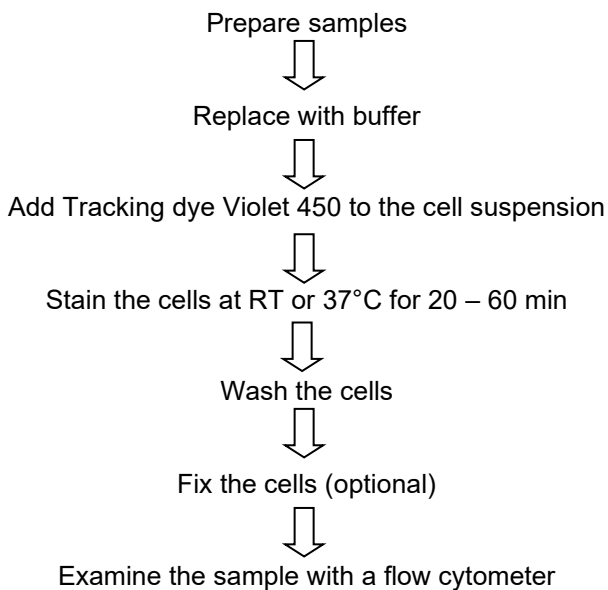 Prepare samples
Replace with buffer
Add Tracking dye Violet 450 to the cell suspension
Stain the cells at RT or 37°C for 20 – 60 min
Wash the cells
Fix the cells (optional)
Examine the sample with a flow cytometer